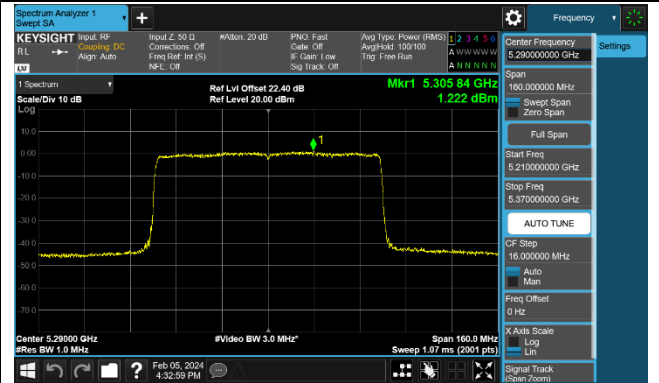 Spectrum Analyzer 1
Swept SA
Frequency
KEYSIGHT
RL
LXI
Input: RF
Coupling: DC
Align: Auto
Input Z: 50 Ω
Corrections: Off
Freq Ref: Int (S)
NFE: Off
#Atten: 20 dB
PNO: Fast
Gate: Off
IF Gain: Low
Sig Track: Off
Avg Type: Power (RMS)
Avg|Hold: 100/100
Trig: Free Run
1 2 3 4 5 6
A W W W W W
A N N N N N
Center Frequency
5.290000000 GHz
Settings
Span
160.000000 MHz
Swept Span
Zero Span
Full Span
Start Freq
5.210000000 GHz
Stop Freq
5.370000000 GHz
AUTO TUNE
CF Step
16.000000 MHz
Auto
Man
Freq Offset
0 Hz
X Axis Scale
Log
Lin
Signal Track
(Span Zoom)
1 Spectrum
Scale/Div 10 dB
Log
Ref Lvl Offset 22.40 dB
Ref Level 20.00 dBm
Mkr1 5.305 84 GHz
1.222 dBm
1
10.0
0.00
-10.0
-20.0
-30.0
-40.0
-50.0
-60.0
-70.0
Center 5.29000 GHz
#Res BW 1.0 MHz
#Video BW 3.0 MHz*
Span 160.0 MHz
Sweep 1.07 ms (2001 pts)
?
Feb 05, 2024
4:32:59 PM